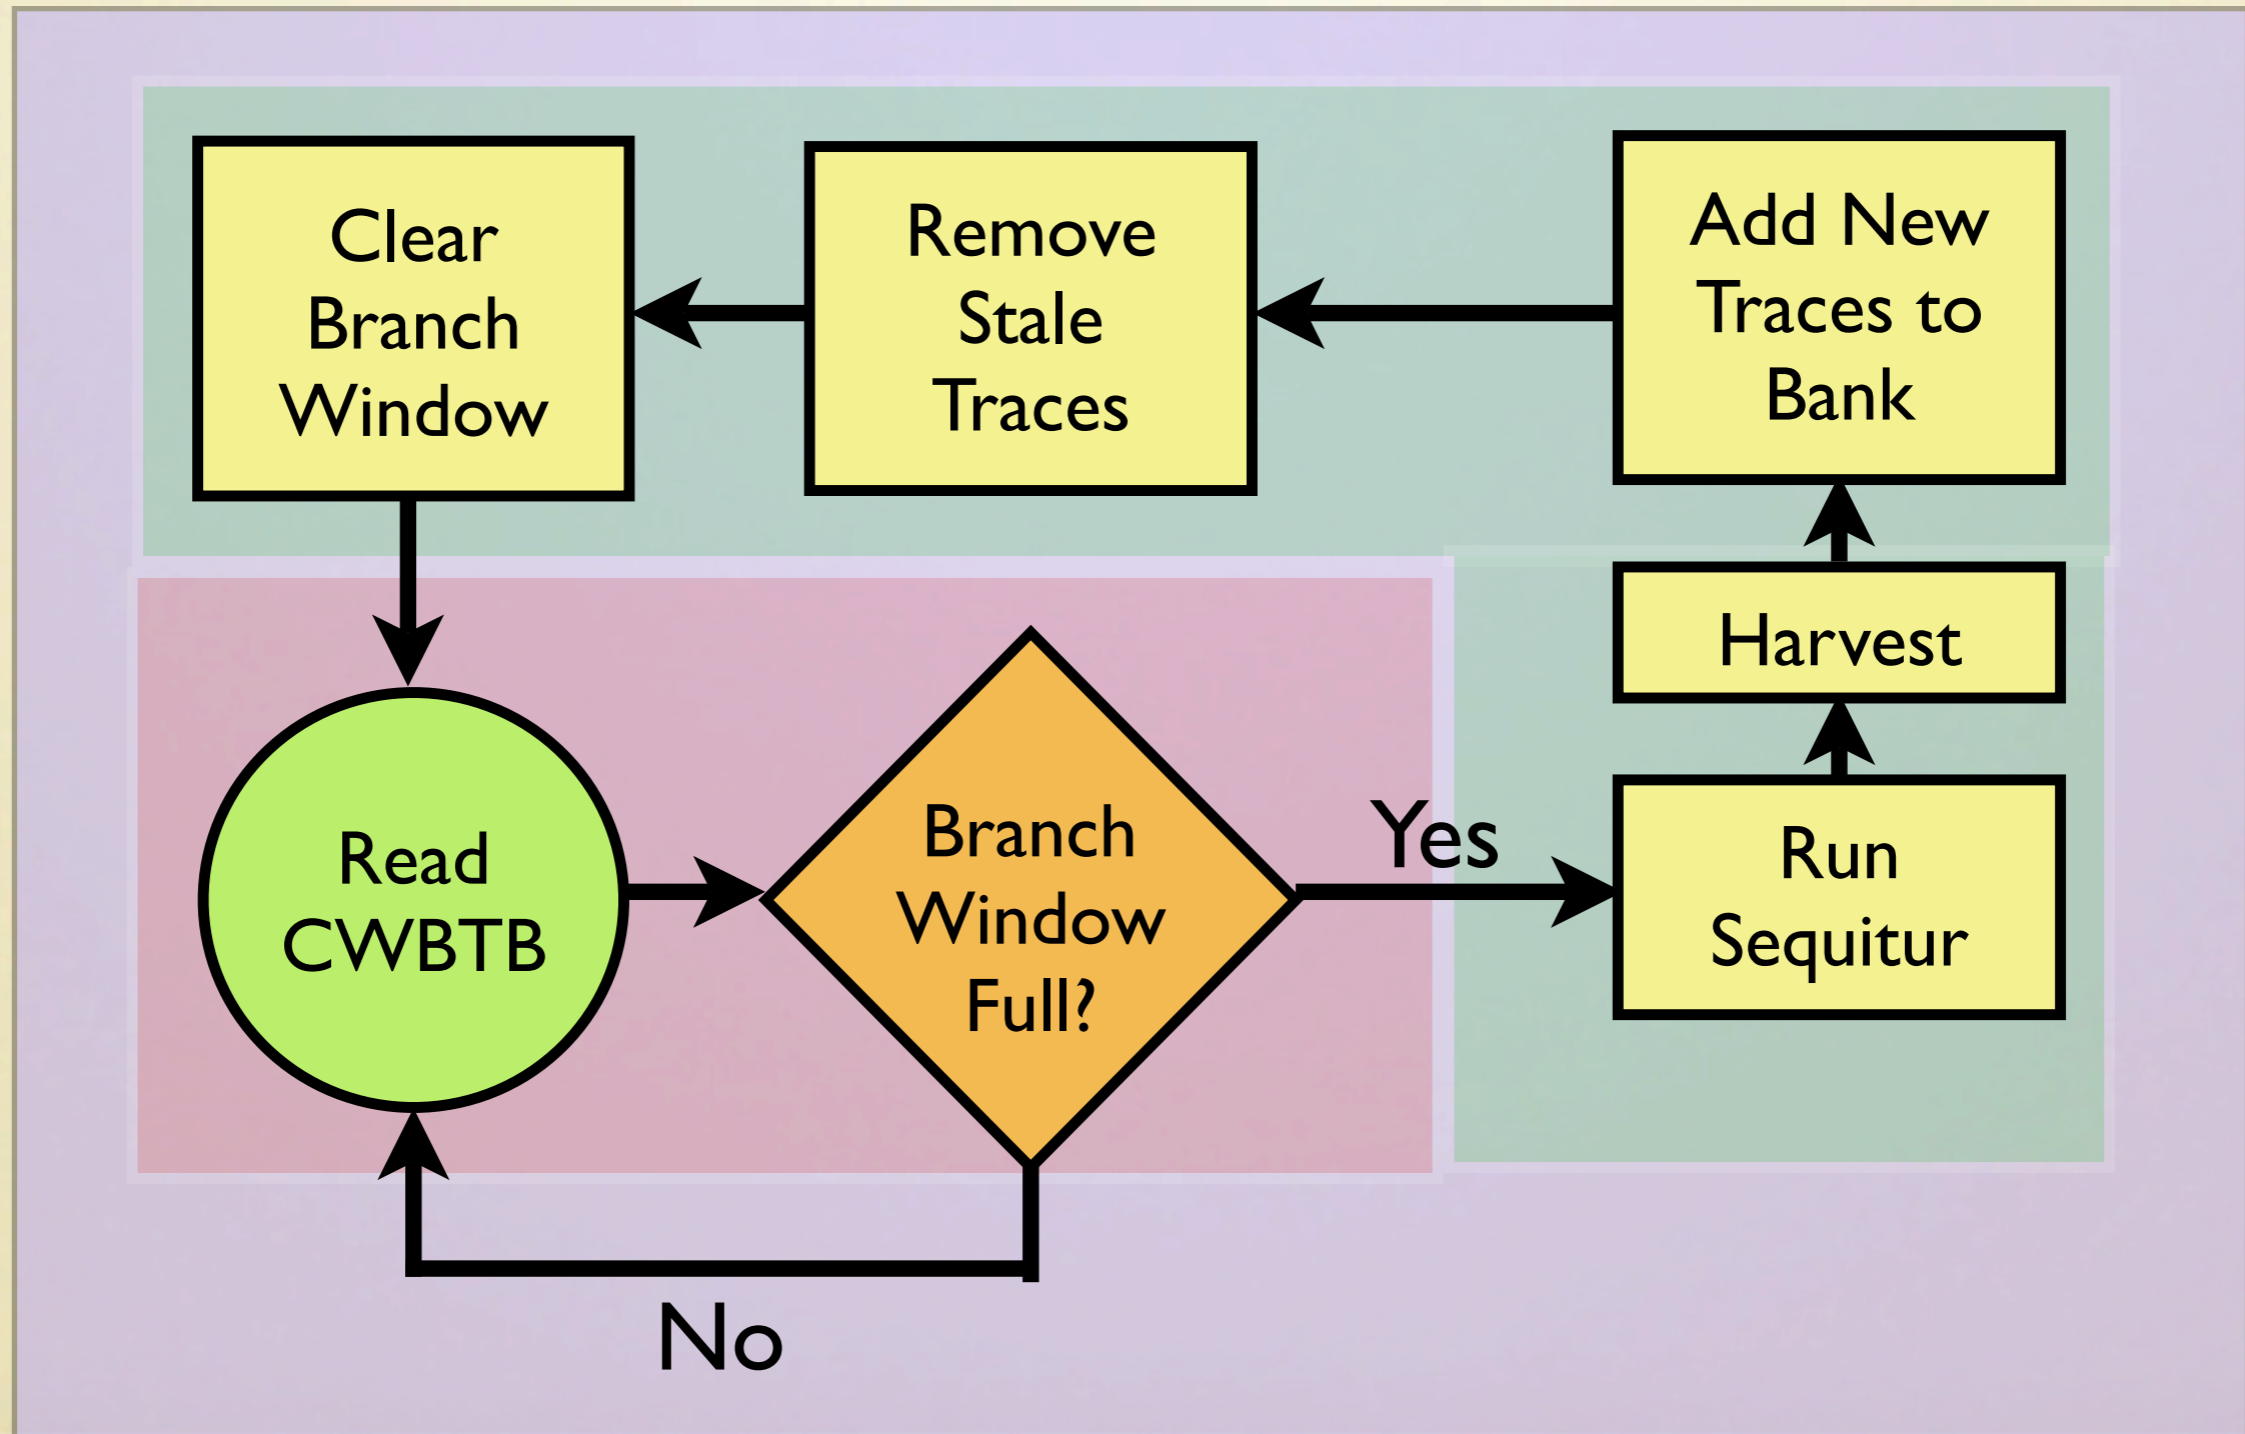 Clear
Branch
Window
Remove
Stale
Traces
Add New
Traces to
Bank
Harvest
Read
CWBTB
Branch
Window
Full?
Yes
Run
Sequitur
No